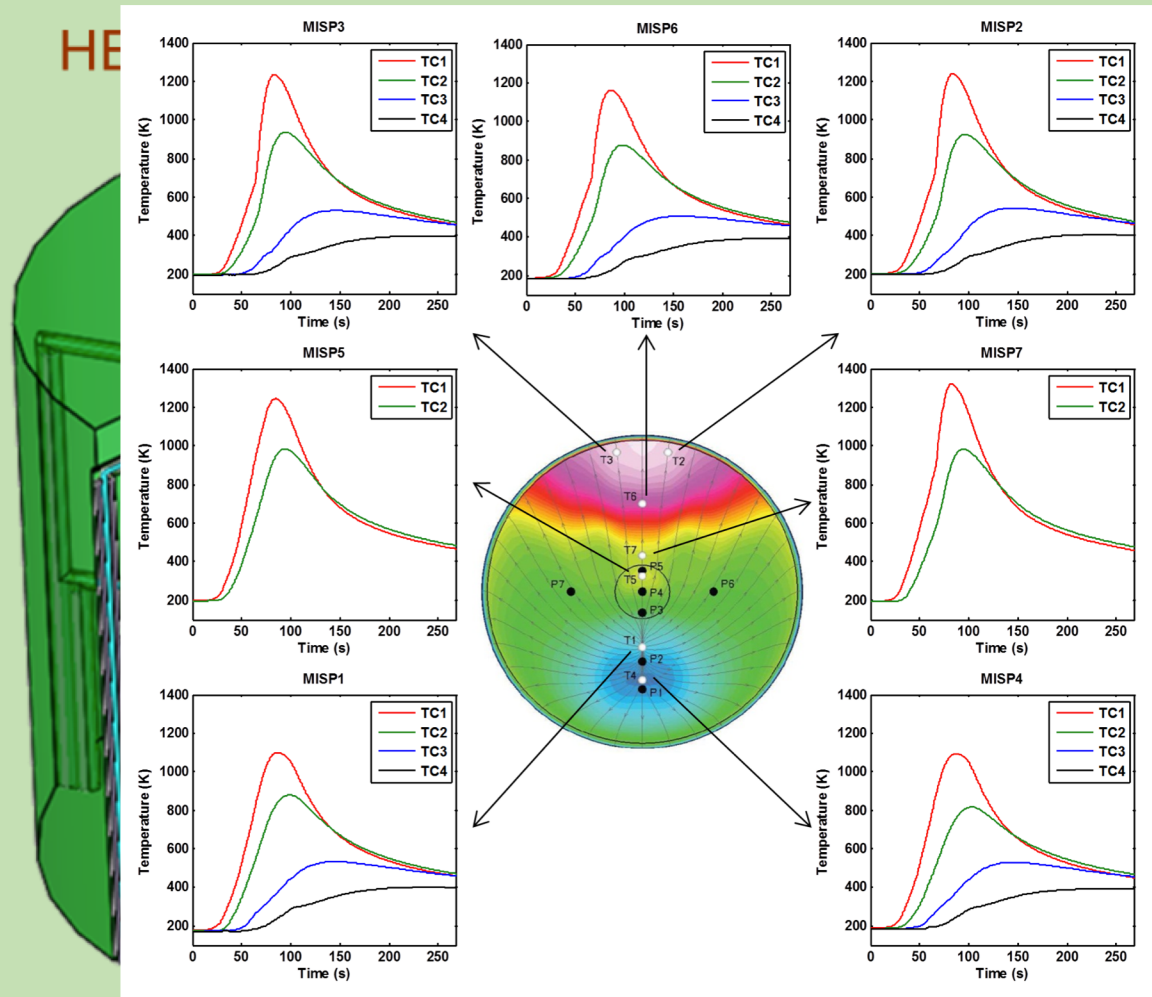 HE
MISP3
Temperature (K)
1400
1200
1000
800
600
400
200
0 50 100 150 200 250
Time (s)
TC1
TC2
TC3
TC4
MISP6
Temperature (K)
1400
1200
1000
800
600
400
200
0 50 100 150 200 250
Time (s)
TC1
TC2
TC3
TC4
MISP2
Temperature (K)
1400
1200
1000
800
600
400
200
0 50 100 150 200 250
Time (s)
TC1
TC2
TC3
TC4
MISP5
Temperature (K)
1400
1200
1000
800
600
400
200
0 50 100 150 200 250
Time (s)
TC1
TC2
T3
T2
T6
T7
P5
T5
P7
P4
P6
P3
T1
P2
T4
P1
MISP7
Temperature (K)
1400
1200
1000
800
600
400
200
0 50 100 150 200 250
Time (s)
TC1
TC2
MISP1
Temperature (K)
1400
1200
1000
800
600
400
200
0 50 100 150 200 250
Time (s)
TC1
TC2
TC3
TC4
MISP4
Temperature (K)
1400
1200
1000
800
600
400
200
0 50 100 150 200 250
Time (s)
TC1
TC2
TC3
TC4